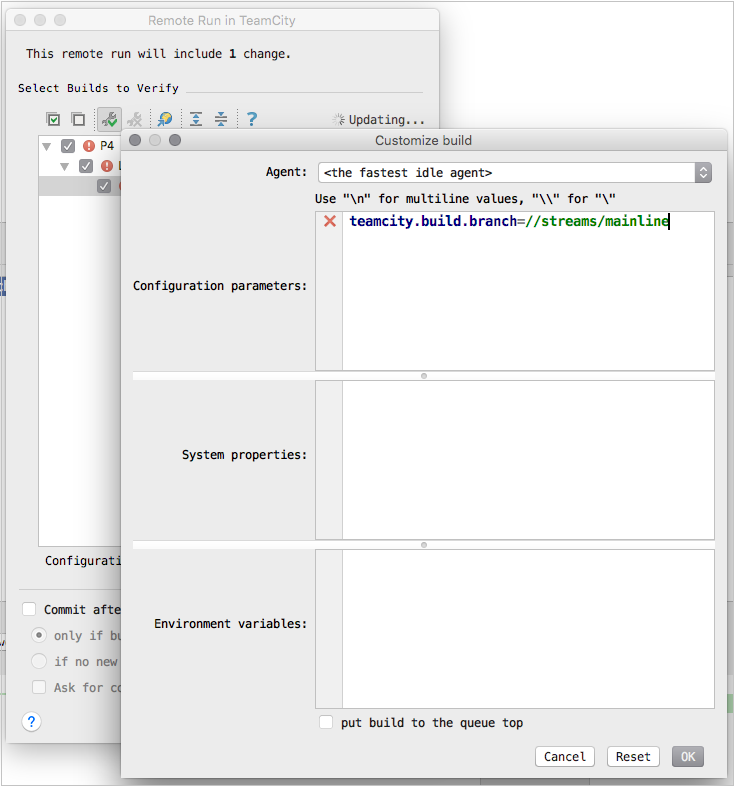 Remote Run in TeamCity
This remote run will include 1 change.
Select Builds to Verify
?
Updating...
P4
Customize build
Agent:
<the fastest idle agent>
Use "\n" for multiline values, "\\" for "\"
teamcity.build.branch=//streams/mainline
Configuration parameters:
System properties:
Environment variables:
put build to the queue top
Cancel
Reset
OK
Configurati
Commit afte
only if bu
if no new
Ask for co
?